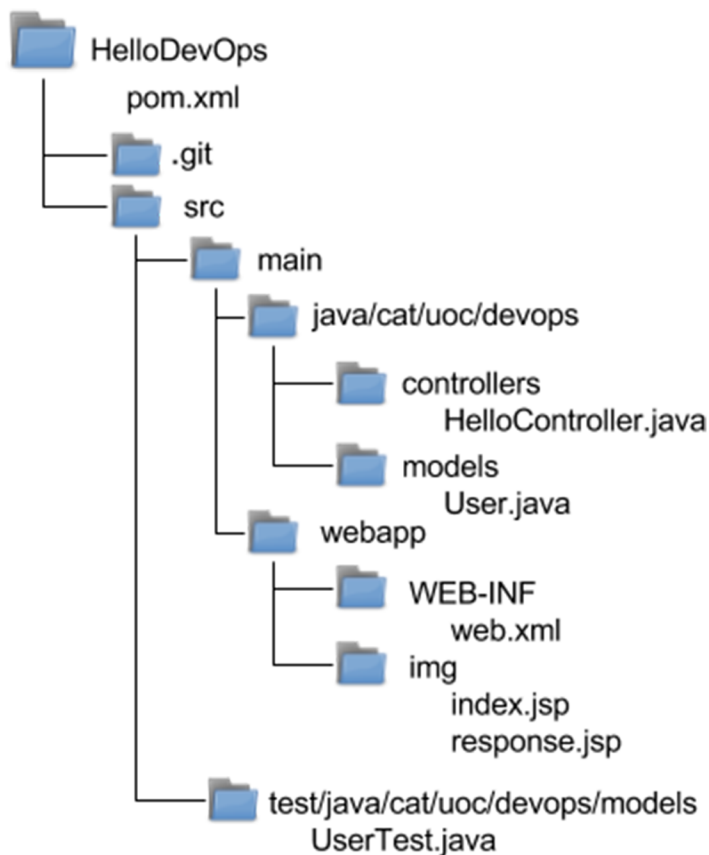 HelloDevOps
pom.xml
.git
src
main
java/cat/uoc/devops
controllers
HelloController.java
models
User.java
webapp
WEB-INF
web.xml
img
index.jsp
response.jsp
test/java/cat/uoc/devops/models
UserTest.java